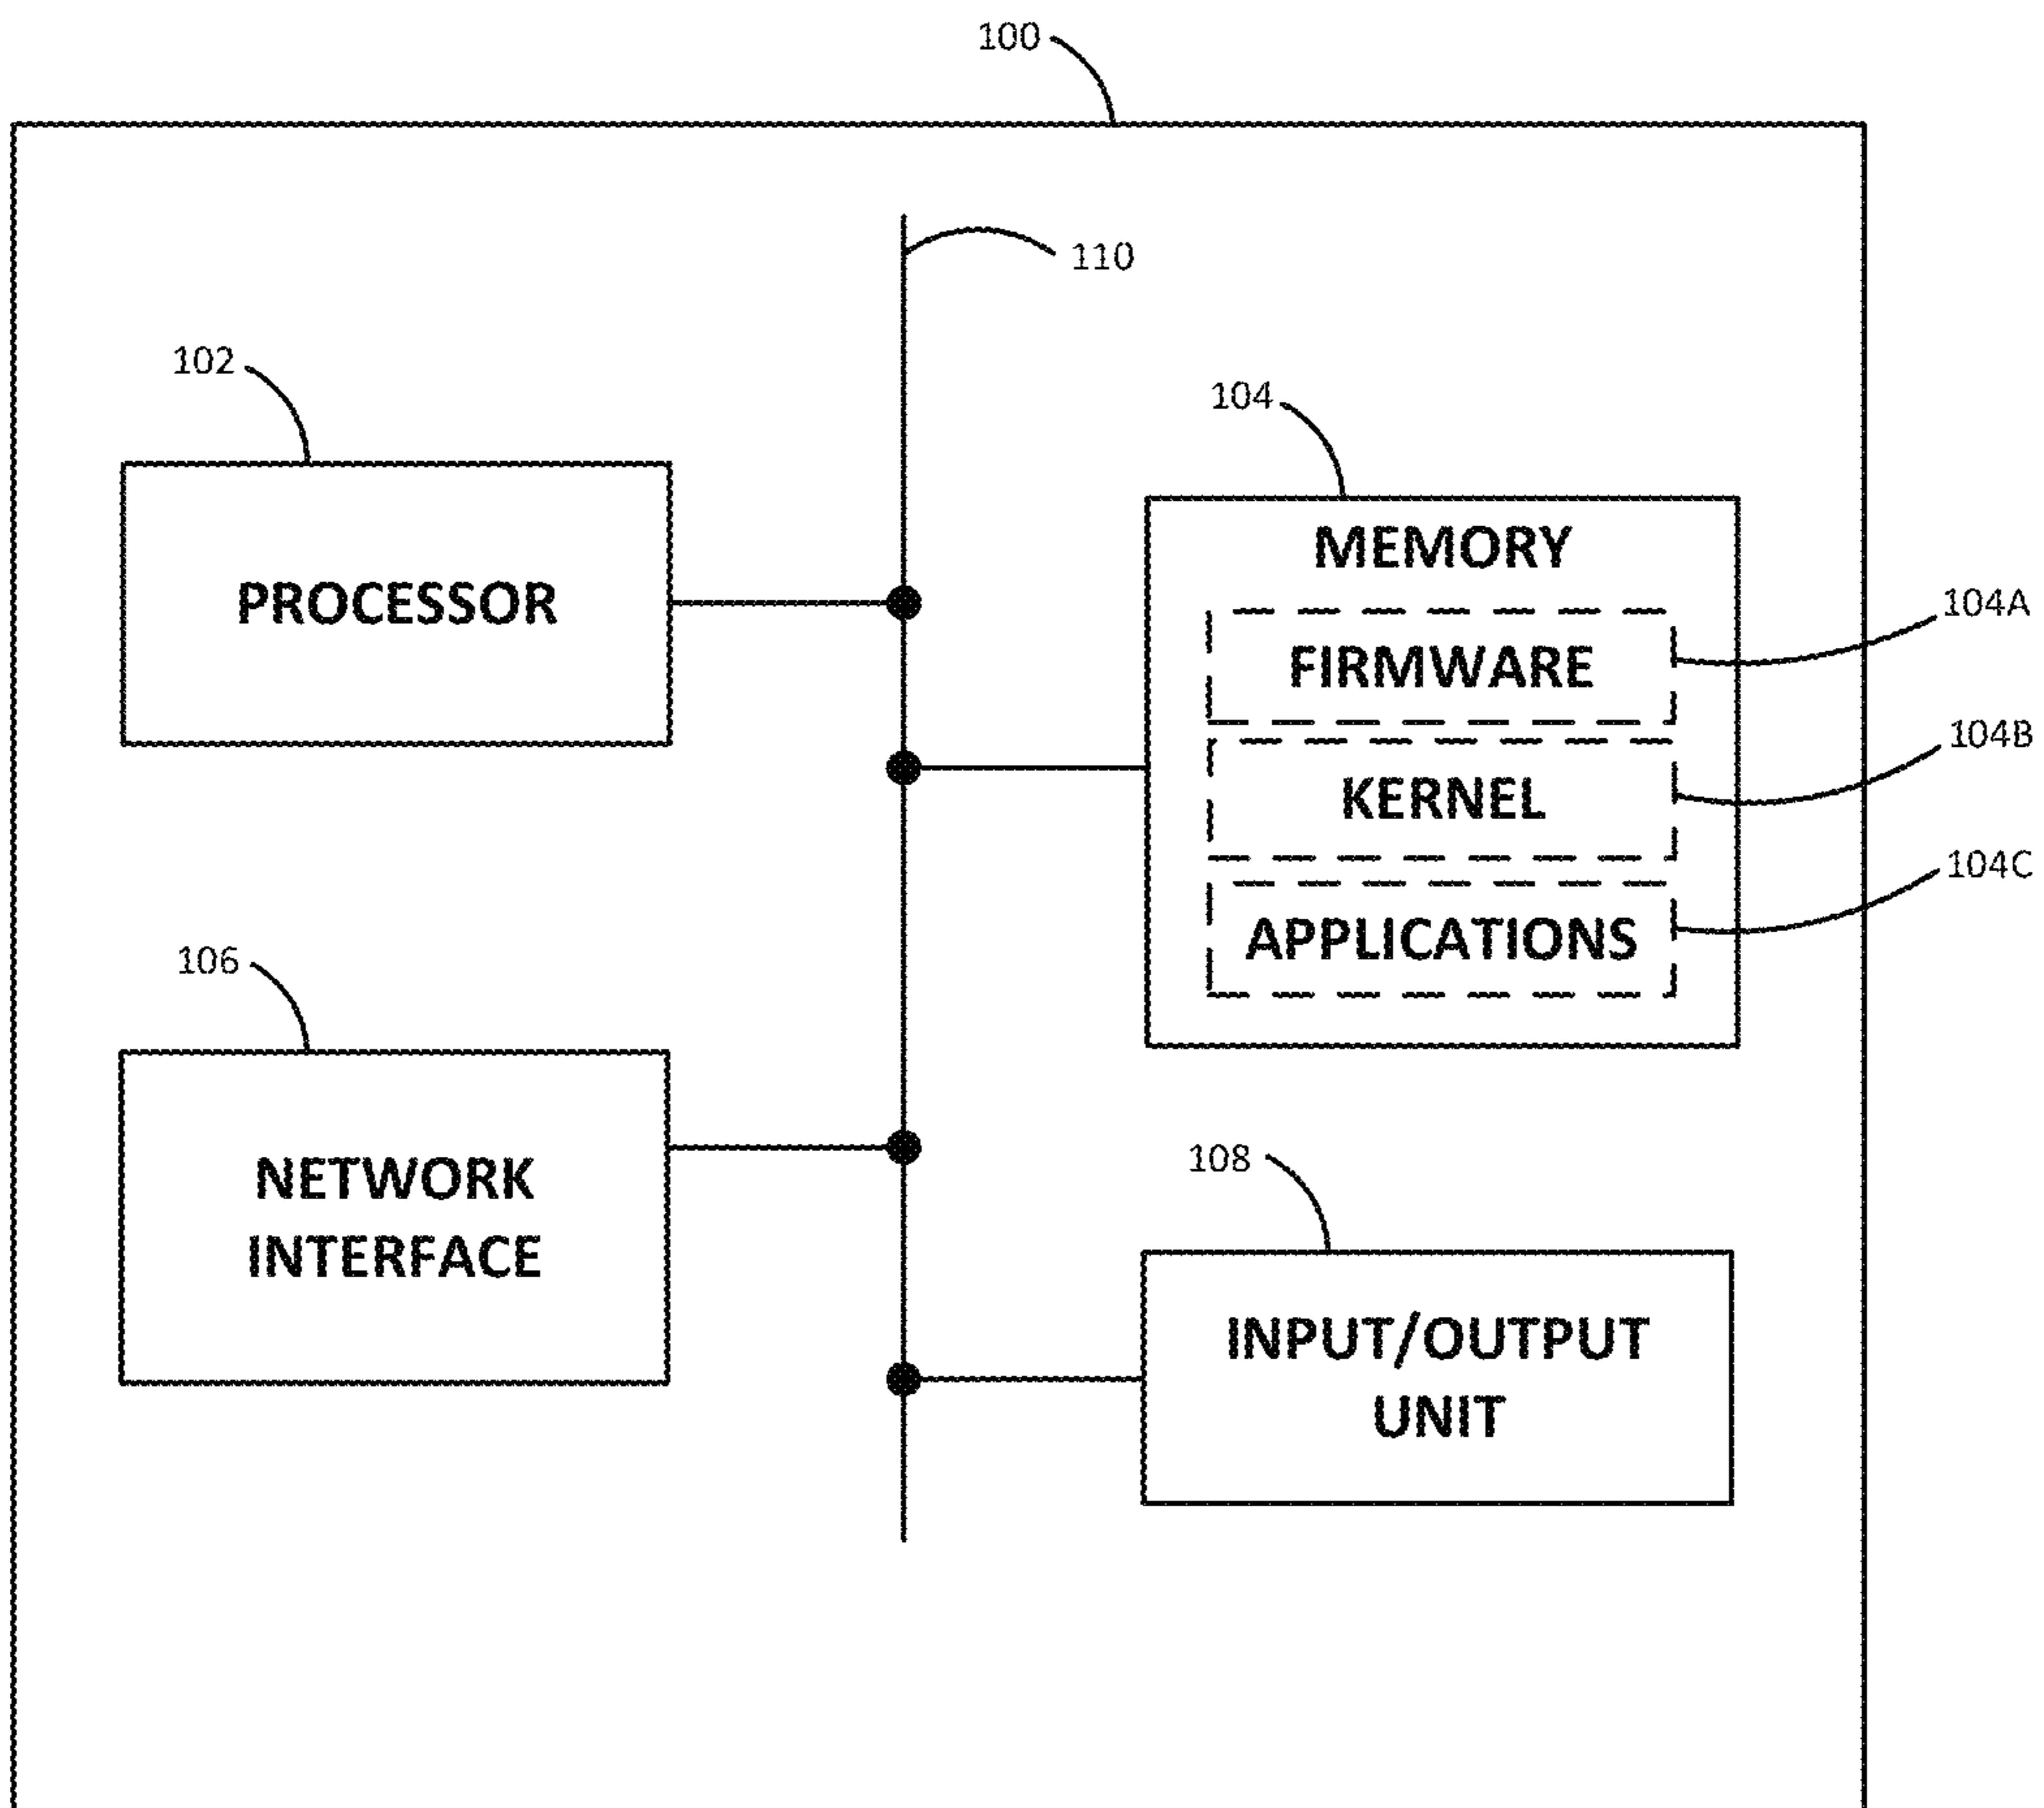 100
110
102
PROCESSOR
104
MEMORY
FIRMWARE
104A
KERNEL
104B
APPLICATIONS
104C
106
NETWORK
INTERFACE
108
INPUT/OUTPUT
UNIT